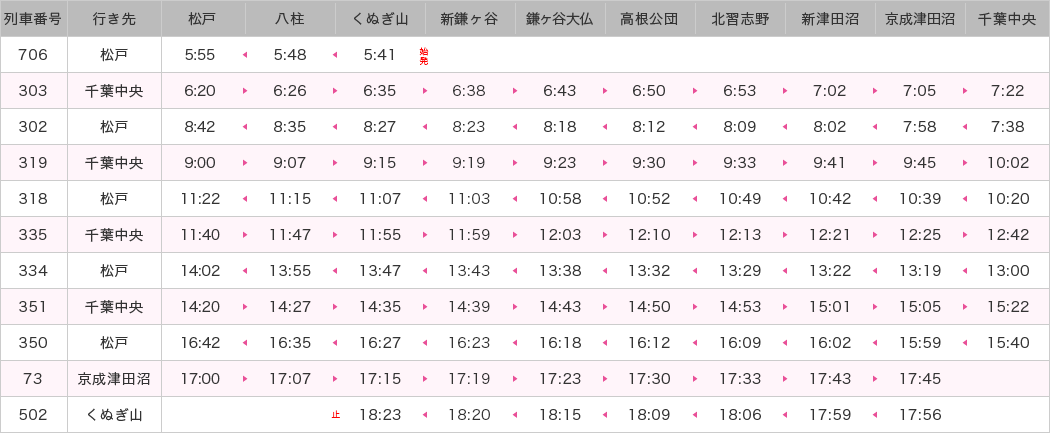 列車番号 行き先 松戸 八柱 くぬぎ山 新鎌ヶ谷 鎌ヶ谷大仏 高根公団 北習志野 新津田沼 京成津田沼 千葉中央
706 松戸 5:55 5:48 5:41 始発
303 千葉中央 6:20 6:26 6:35 6:38 6:43 6:50 6:53 7:02 7:05 7:22
302 松戸 8:42 8:35 8:27 8:23 8:18 8:12 8:09 8:02 7:58 7:38
319 千葉中央 9:00 9:07 9:15 9:19 9:23 9:30 9:33 9:41 9:45 10:02
318 松戸 11:22 11:15 11:07 11:03 10:58 10:52 10:49 10:42 10:39 10:20
335 千葉中央 11:40 11:47 11:55 11:59 12:03 12:10 12:13 12:21 12:25 12:42
334 松戸 14:02 13:55 13:47 13:43 13:38 13:32 13:29 13:22 13:19 13:00
351 千葉中央 14:20 14:27 14:35 14:39 14:43 14:50 14:53 15:01 15:05 15:22
350 松戸 16:42 16:35 16:27 16:23 16:18 16:12 16:09 16:02 15:59 15:40
73 京成津田沼 17:00 17:07 17:15 17:19 17:23 17:30 17:33 17:43 17:45
502 くぬぎ山 止 18:23 18:20 18:15 18:09 18:06 17:59 17:56